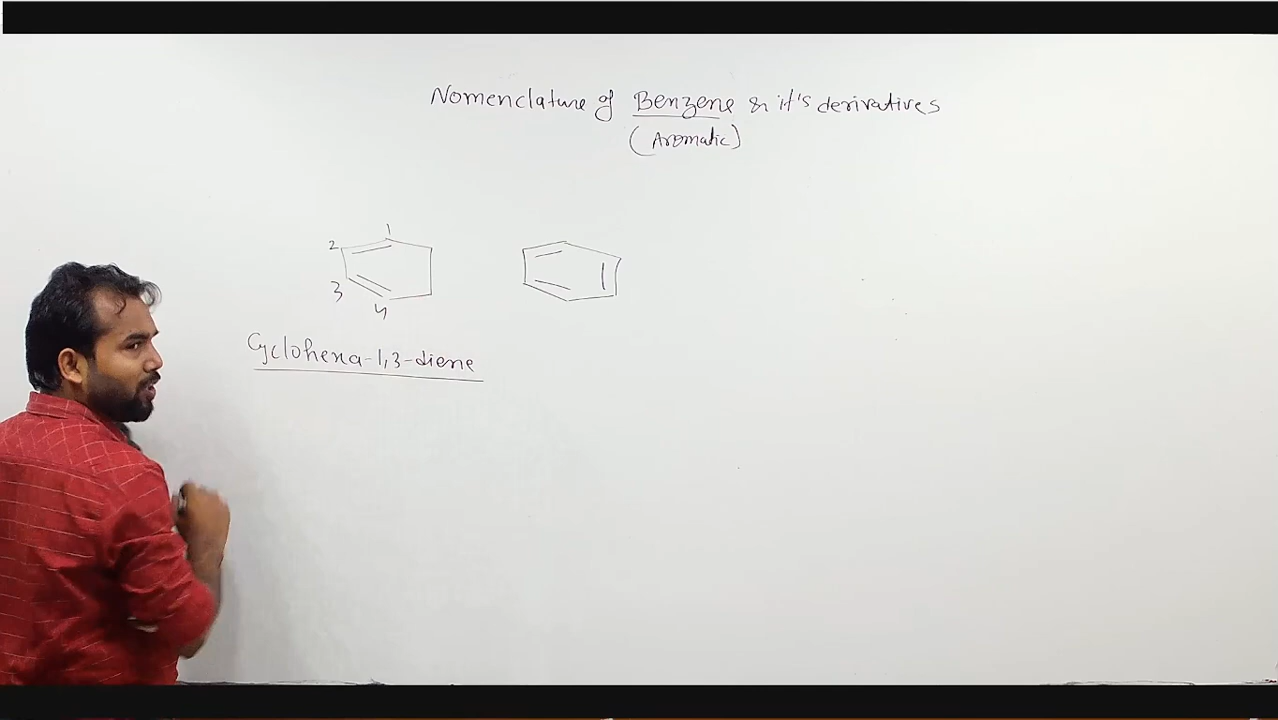 Nomenclature of Benzene & it's derivatives
(Aromatic)
1
2
3
4
Cyclohexa-1,3-diene